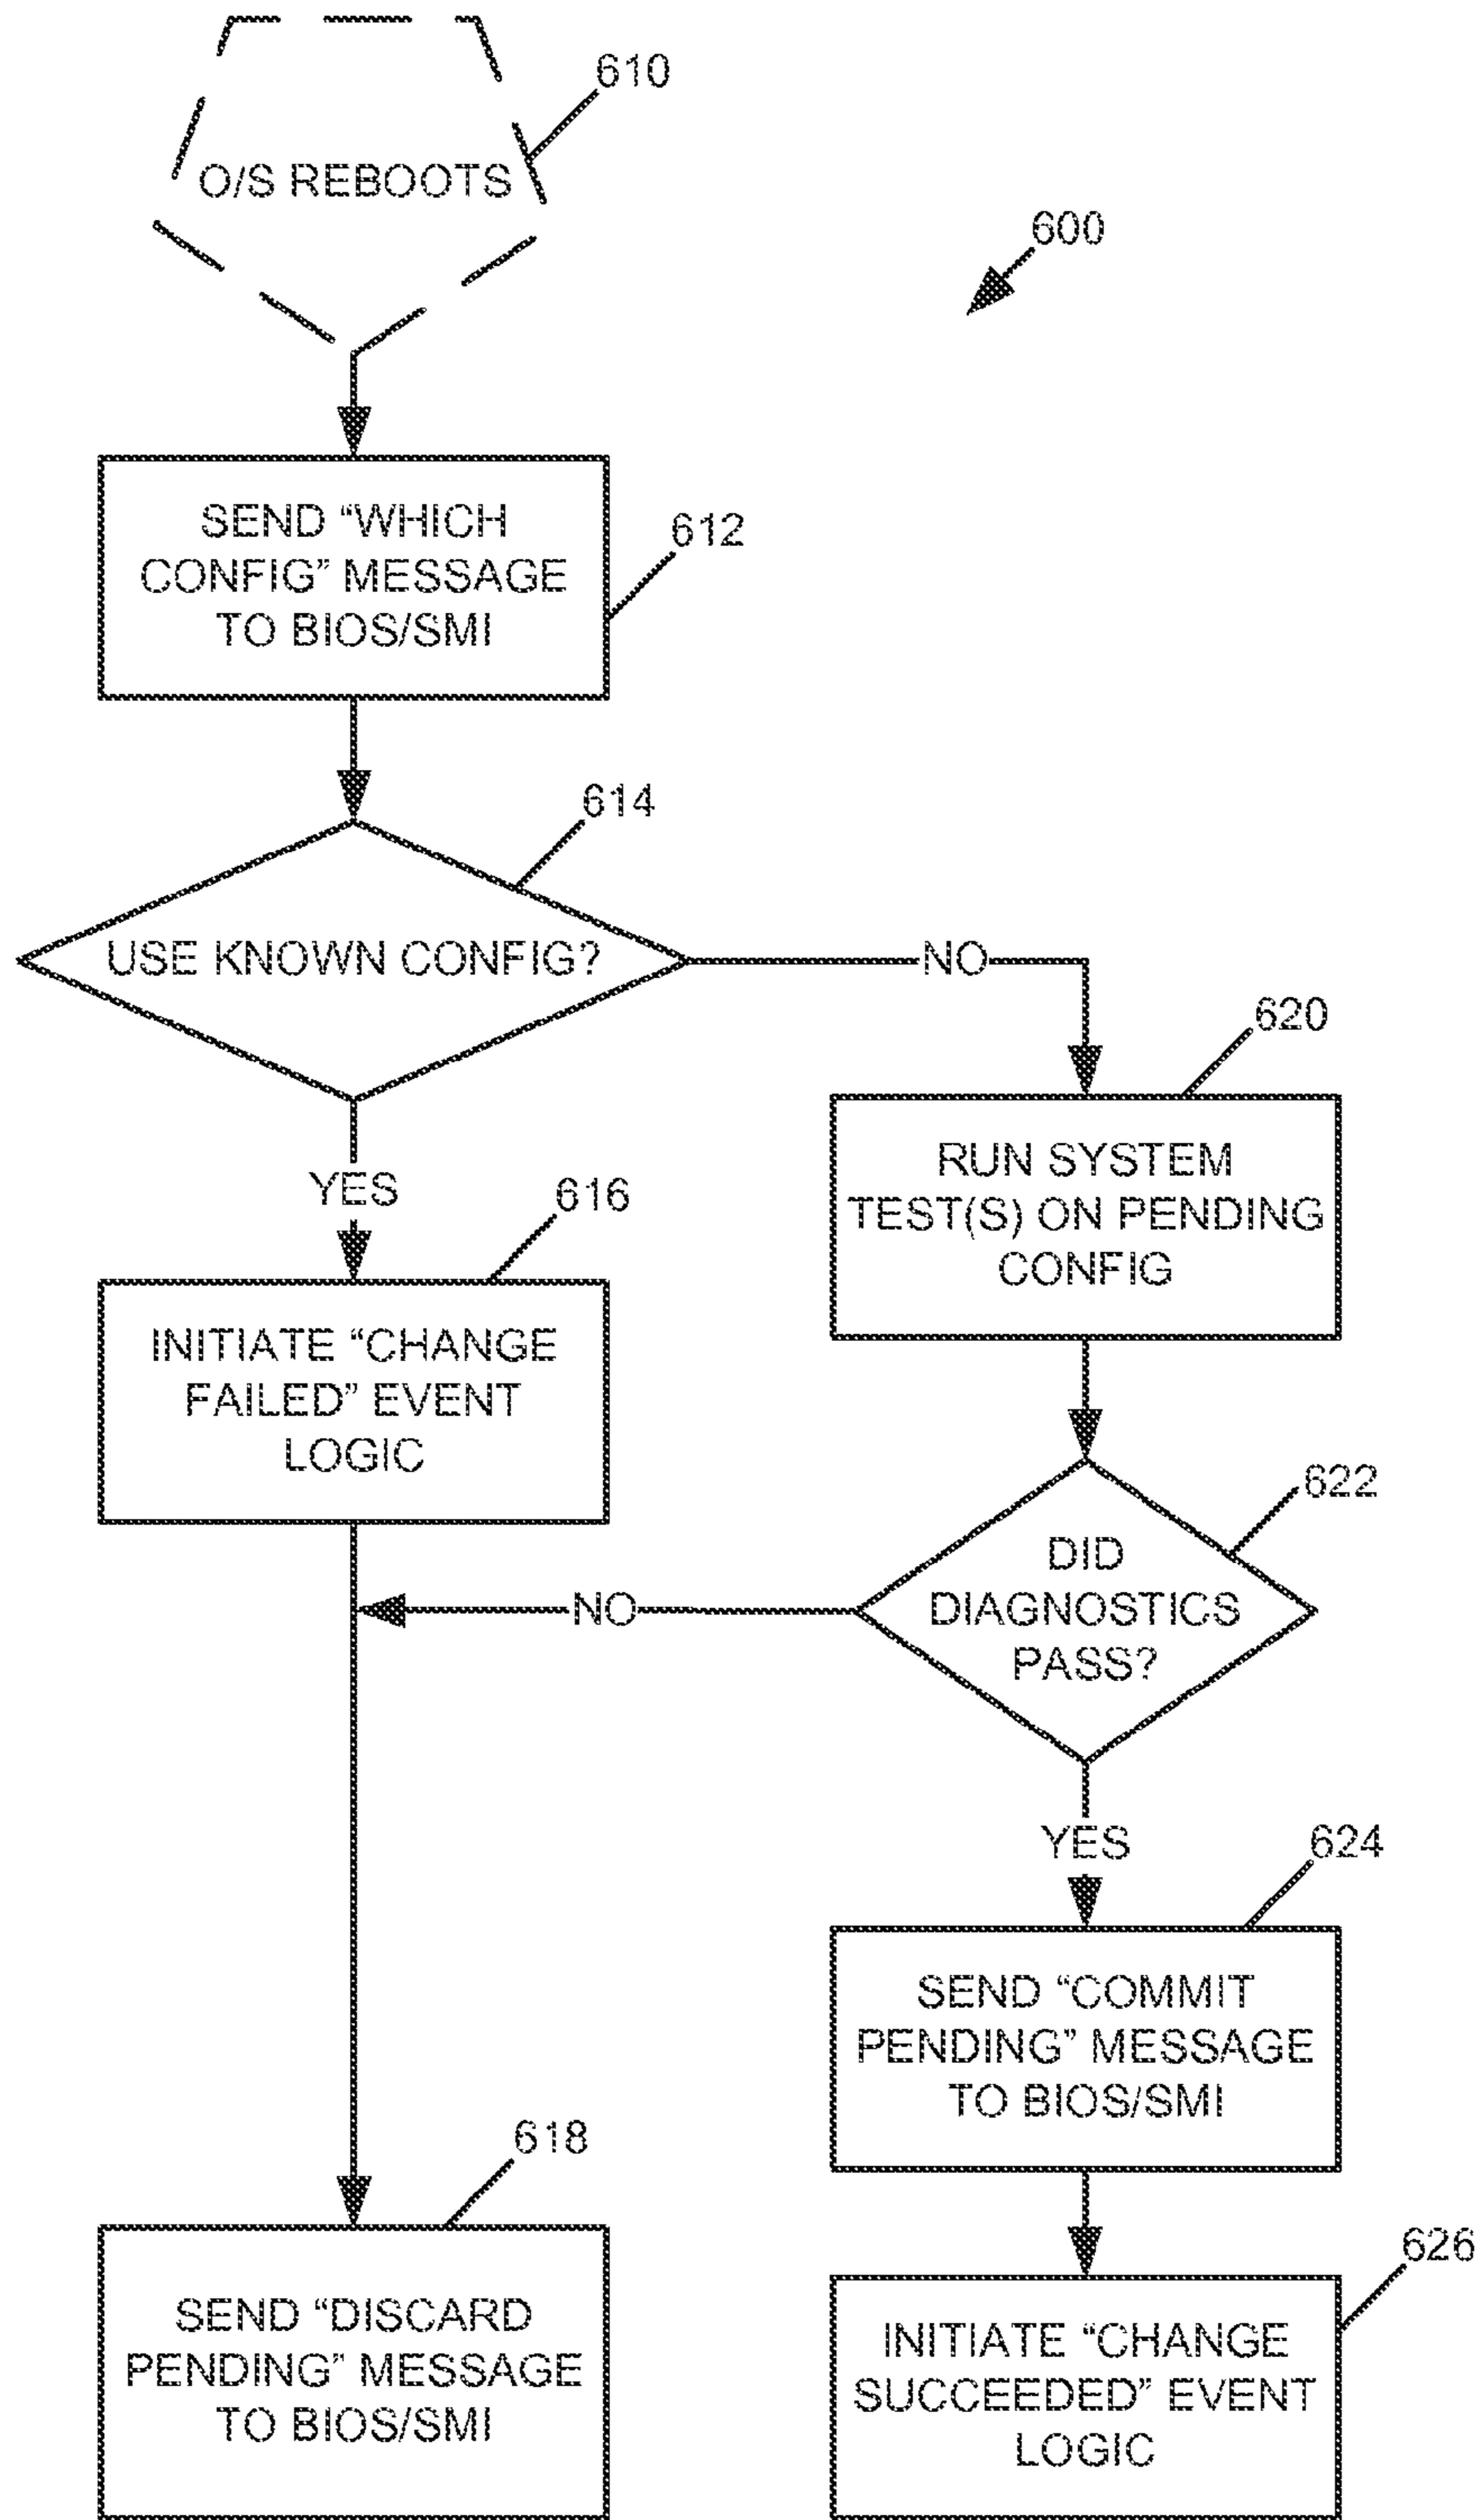 610
O/S REBOOTS
600
SEND “WHICH
CONFIG” MESSAGE
TO BIOS/SMI
612
614
USE KNOWN CONFIG?
NO
620
YES
616
RUN SYSTEM
TEST(S) ON PENDING
CONFIG
INITIATE “CHANGE
FAILED” EVENT
LOGIC
622
DID
DIAGNOSTICS
PASS?
NO
YES
624
SEND “COMMIT
PENDING” MESSAGE
TO BIOS/SMI
618
SEND “DISCARD
PENDING” MESSAGE
TO BIOS/SMI
626
INITIATE “CHANGE
SUCCEEDED” EVENT
LOGIC